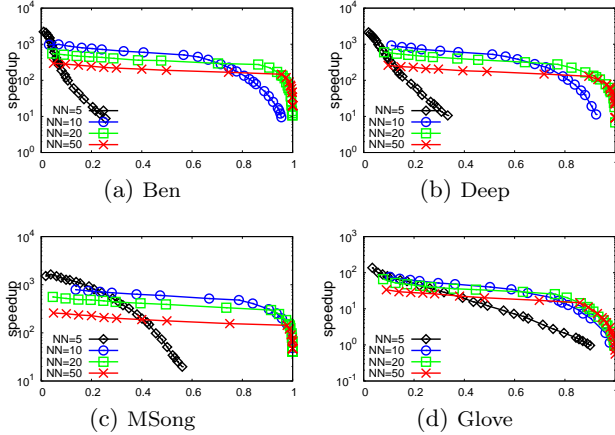 speedup
10^4
10^3
10^2
10^1
10^0
NN=5
NN=10
NN=20
NN=50
0 0.2 0.4 0.6 0.8 1
(a) Ben
speedup
10^4
10^3
10^2
10^1
10^0
NN=5
NN=10
NN=20
NN=50
0 0.2 0.4 0.6 0.8 1
(b) Deep
speedup
10^4
10^3
10^2
10^1
NN=5
NN=10
NN=20
NN=50
0 0.2 0.4 0.6 0.8 1
(c) MSong
speedup
10^3
10^2
10^1
10^0
10^-1
NN=5
NN=10
NN=20
NN=50
0 0.2 0.4 0.6 0.8 1
(d) Glove